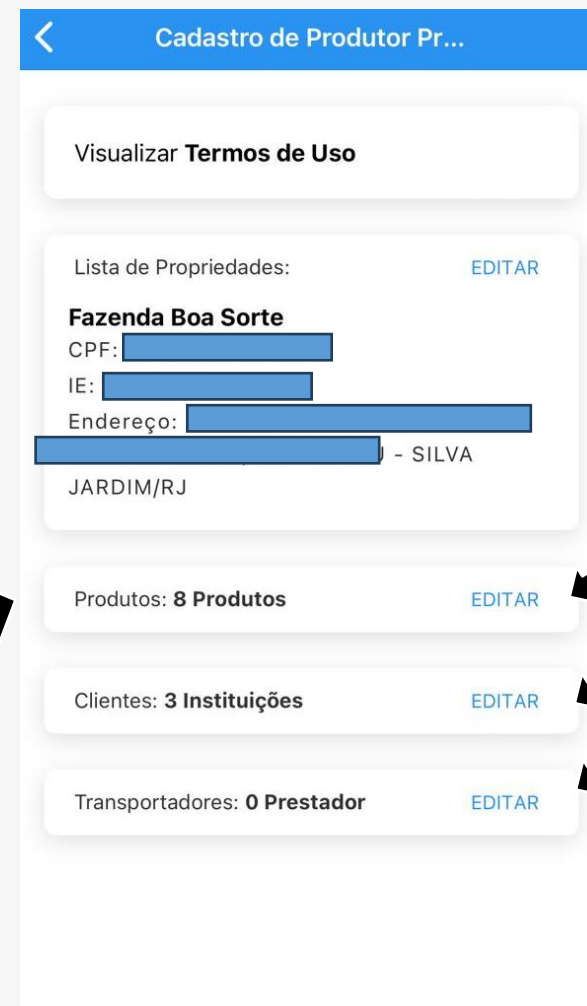 Cadastro de Produtor Pr...
Visualizar Termos de Uso
Lista de Propriedades: EDITAR
Fazenda Boa Sorte
CPF:
IE:
Endereço:
- SILVA
JARDIM/RJ
Produtos: 8 Produtos EDITAR
Clientes: 3 Instituições EDITAR
Transportadores: 0 Prestador EDITAR